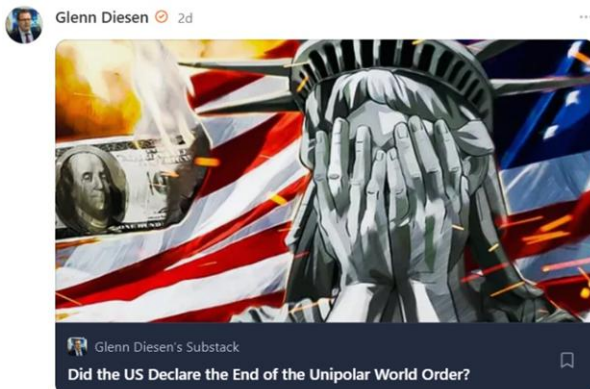 Glenn Diesen 2d
Glenn Diesen's Substack
Did the US Declare the End of the Unipolar World Order?